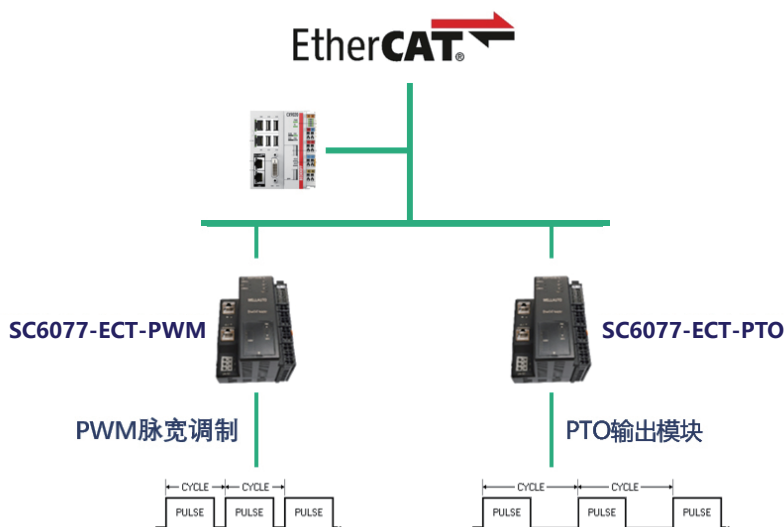 EtherCAT®
SC6077-ECT-PWM
SC6077-ECT-PTO
PWM脉宽调制
PTO输出模块
CYCLE CYCLE
PULSE PULSE PULSE
CYCLE CYCLE
PULSE PULSE PULSE